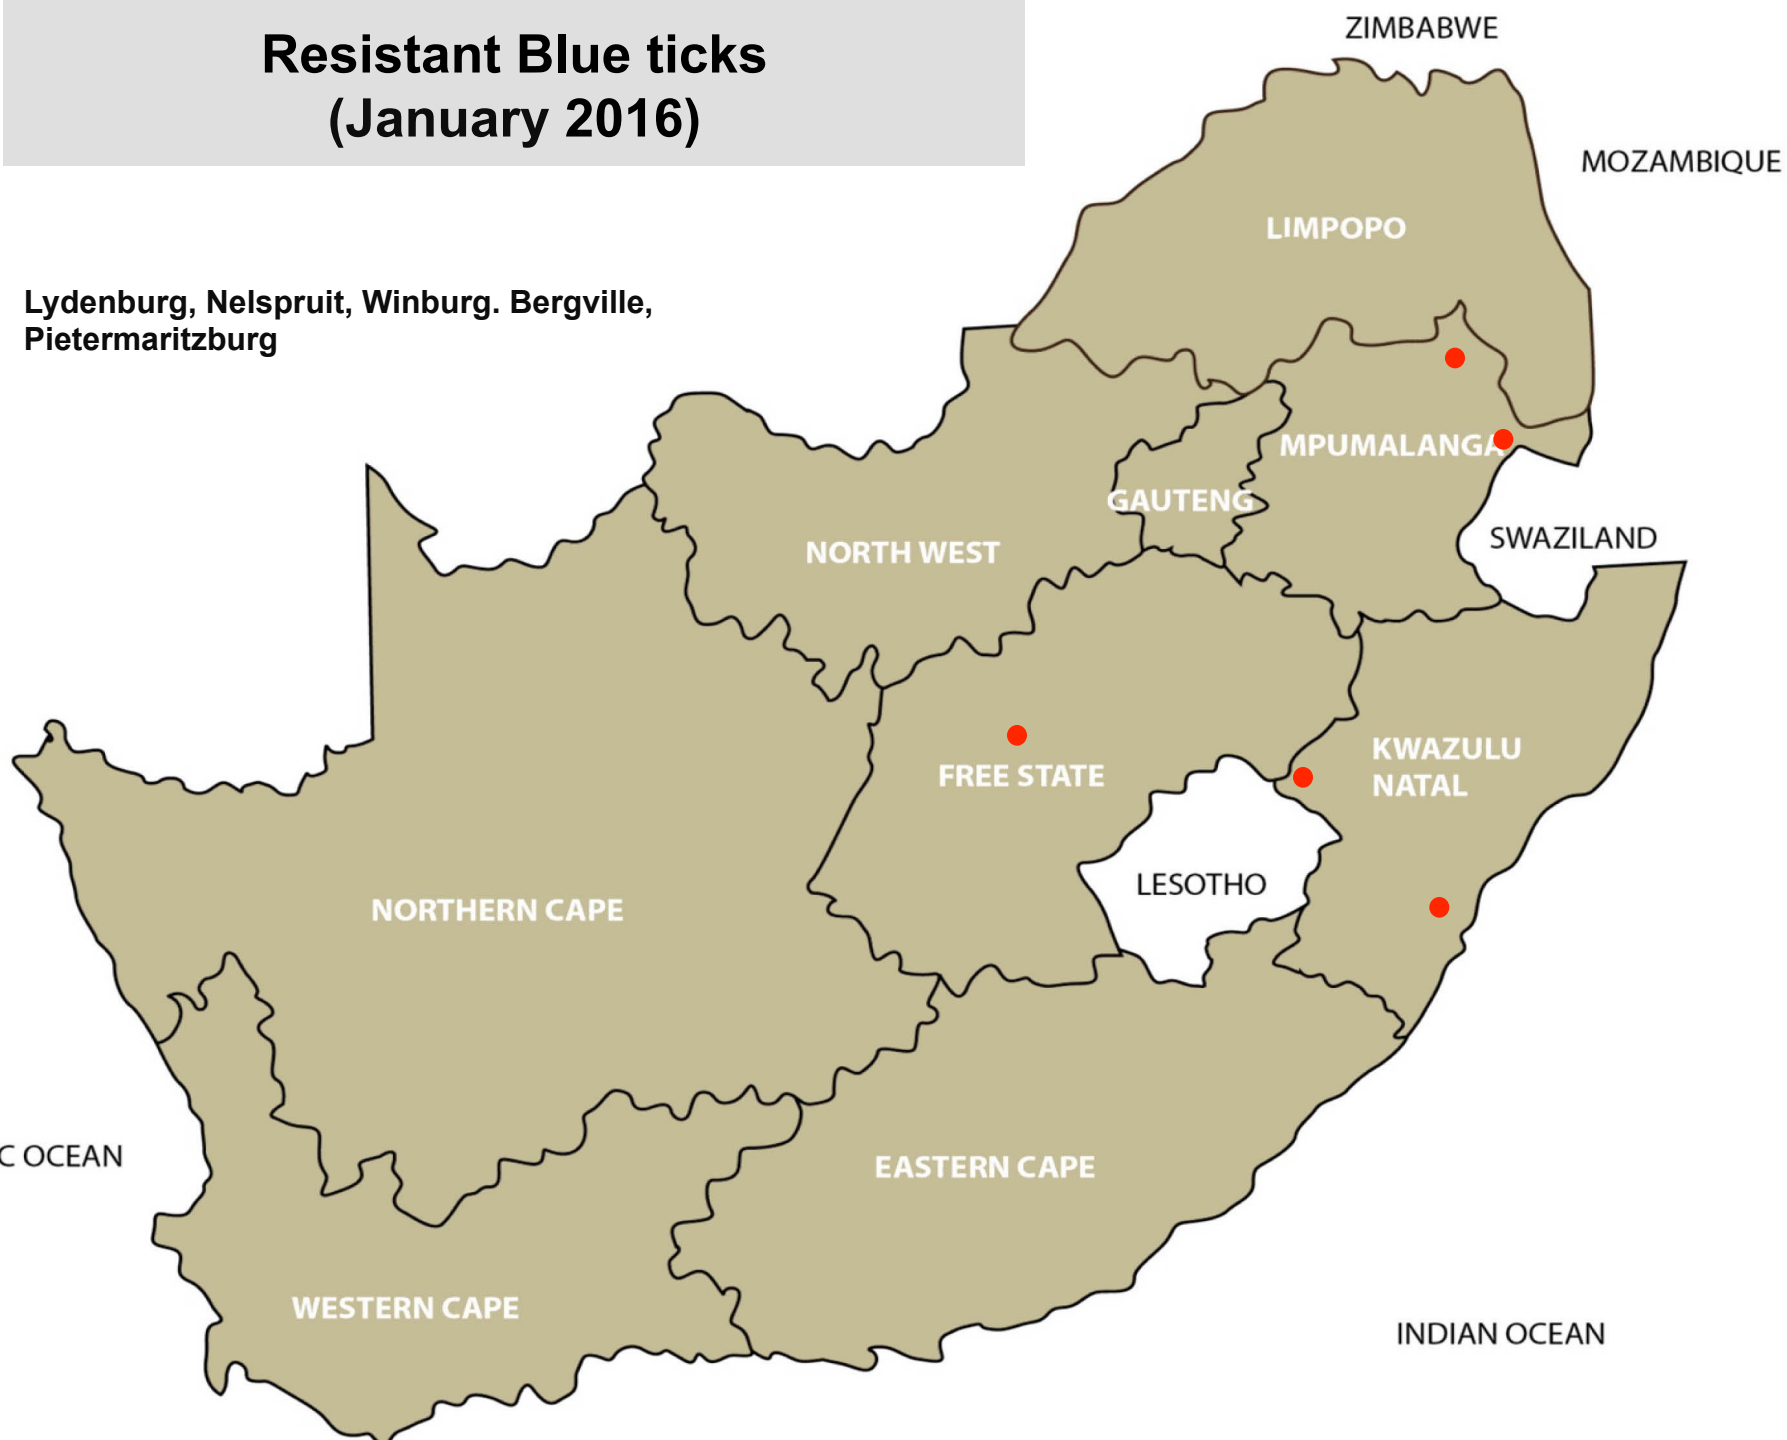 Resistant Blue ticks
(January 2016)
ZIMBABWE
MOZAMBIQUE
LIMPOPO
Lydenburg, Nelspruit, Winburg. Bergville,
Pietermaritzburg
MPUMALANGA
GAUTENG
NORTH WEST
SWAZILAND
KWAZULU
NATAL
FREE STATE
LESOTHO
NORTHERN CAPE
C OCEAN
EASTERN CAPE
WESTERN CAPE
INDIAN OCEAN